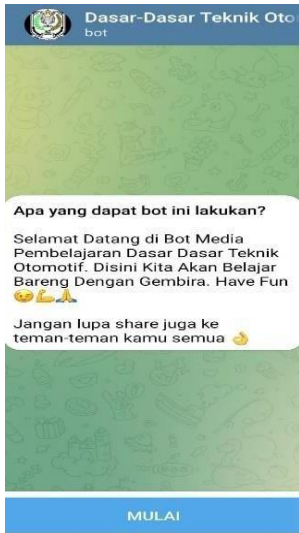 Dasar-Dasar Teknik Oto
bot
Apa yang dapat bot ini lakukan?
Selamat Datang di Bot Media
Pembelajaran Dasar Dasar Teknik
Otomotif. Disini Kita Akan Belajar
Bareng Dengan Gembira. Have Fun
😉💪🙏
Jangan lupa share juga ke
teman-teman kamu semua 👌
MULAI